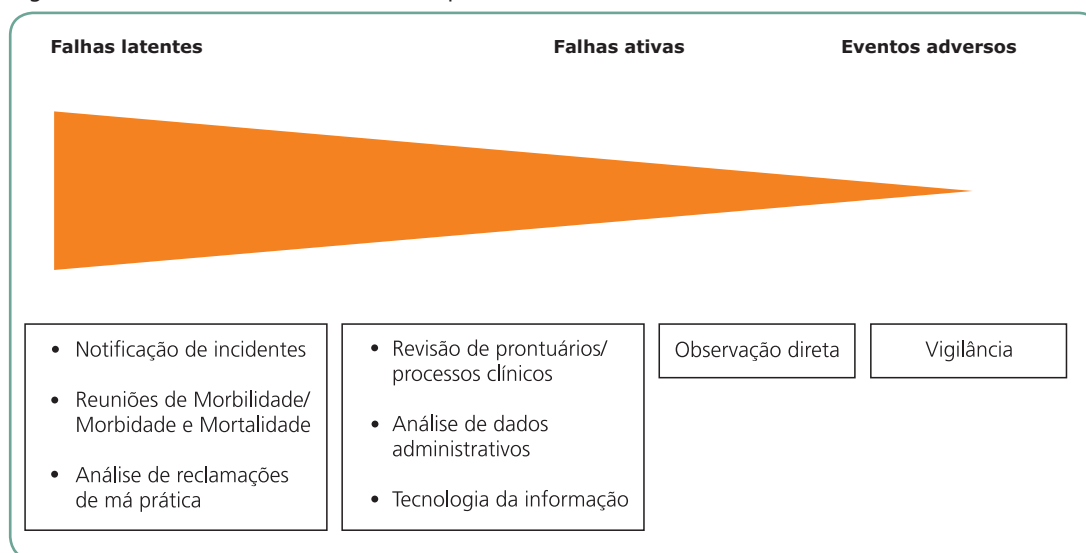 Falhas latentes
Falhas ativas
Eventos adversos
• Notificação de incidentes
• Reuniões de Morbilidade/
Morbidade e Mortalidade
• Análise de reclamações
de má prática
• Revisão de prontuários/
processos clínicos
• Análise de dados
administrativos
• Tecnologia da informação
Observação direta
Vigilância